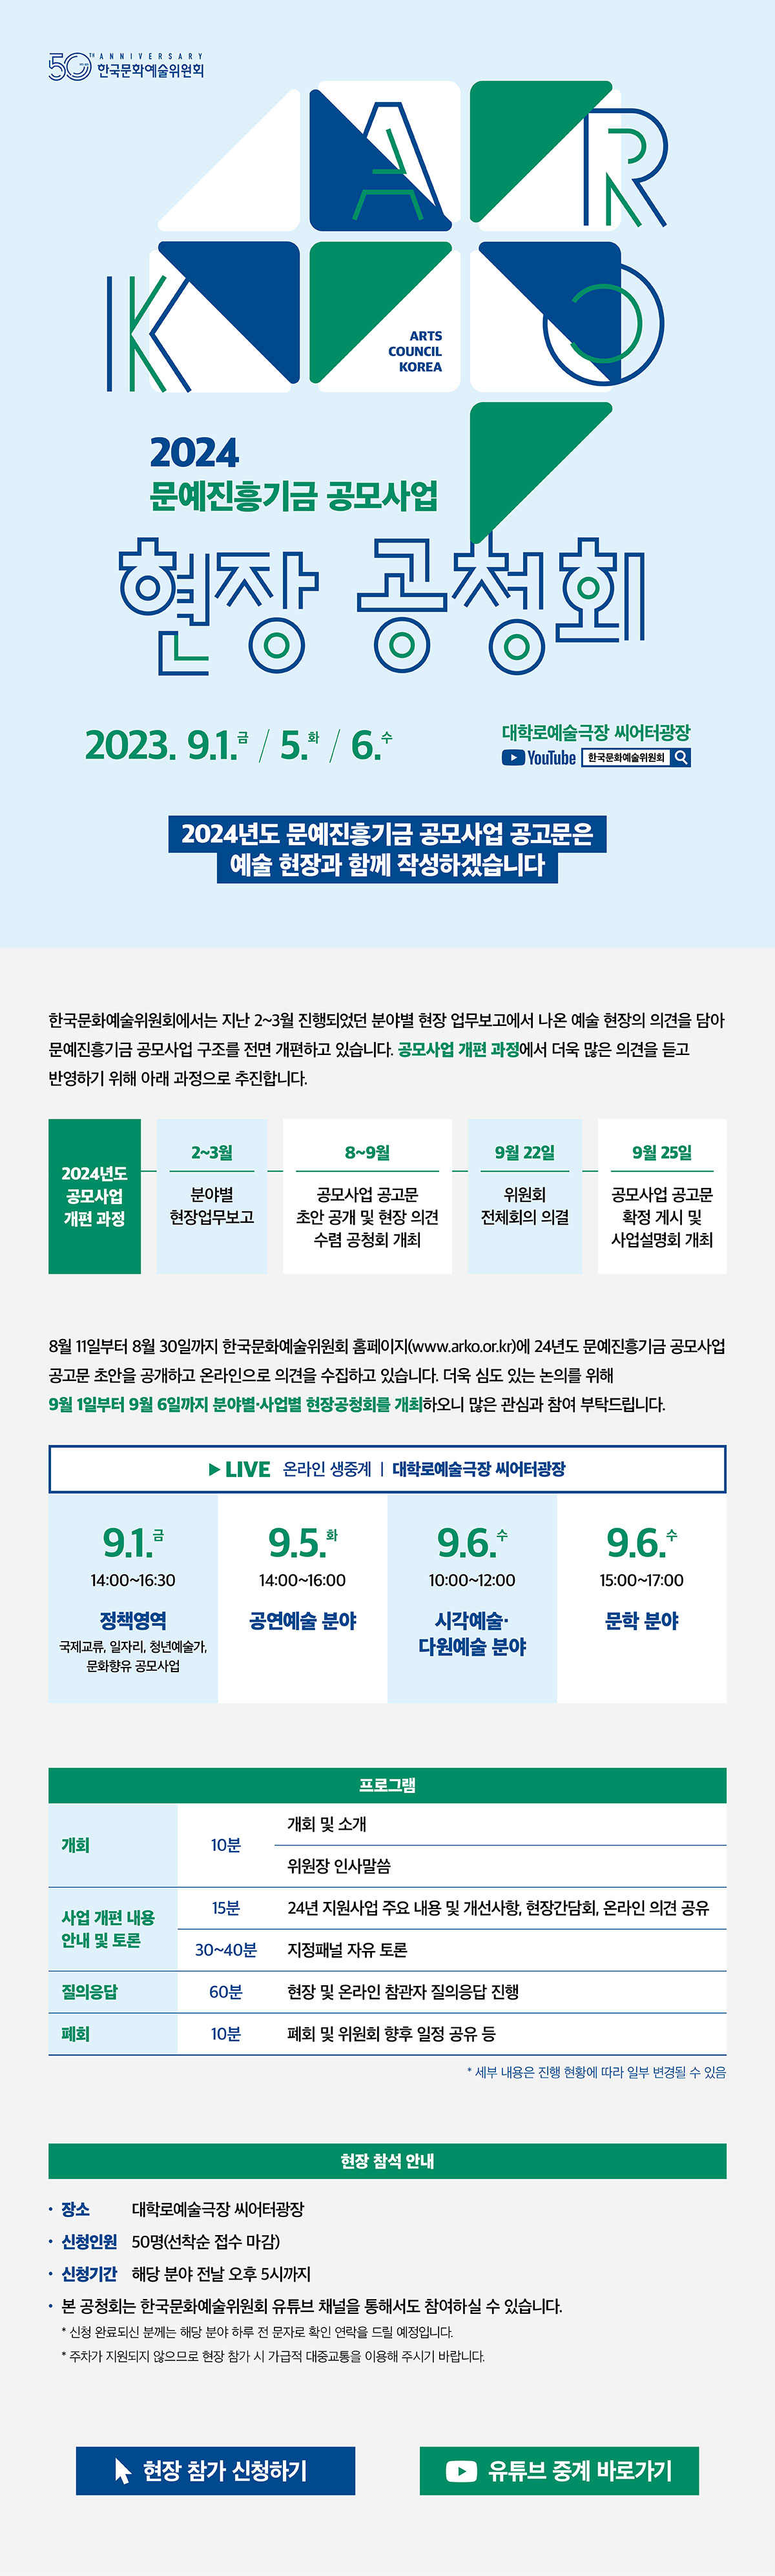 50TH ANNIVERSARY
한국문화예술위원회
A R
K O
ARTS
COUNCIL
KOREA
2024
문예진흥기금 공모사업
현장 공청회
2023. 9.1.금 / 5.화 / 6.수
대학로예술극장 씨어터광장
YouTube 한국문화예술위원회
2024년도 문예진흥기금 공모사업 공고문은
예술 현장과 함께 작성하겠습니다
한국문화예술위원회에서는 지난 2~3월 진행되었던 분야별 현장 업무보고에서 나온 예술 현장의 의견을 담아
문예진흥기금 공모사업 구조를 전면 개편하고 있습니다. 공모사업 개편 과정에서 더욱 많은 의견을 듣고
반영하기 위해 아래 과정으로 추진합니다.
2024년도
공모사업
개편 과정
2~3월
분야별
현장업무보고
8~9월
공모사업 공고문
초안 공개 및 현장 의견
수렴 공청회 개최
9월 22일
위원회
전체회의 의결
9월 25일
공모사업 공고문
확정 게시 및
사업설명회 개최
8월 11일부터 8월 30일까지 한국문화예술위원회 홈페이지(www.arko.or.kr)에 24년도 문예진흥기금 공모사업
공고문 초안을 공개하고 온라인으로 의견을 수집하고 있습니다. 더욱 심도 있는 논의를 위해
9월 1일부터 9월 6일까지 분야별·사업별 현장공청회를 개최하오니 많은 관심과 참여 부탁드립니다.
▶ LIVE 온라인 생중계 | 대학로예술극장 씨어터광장
9.1.금
14:00~16:30
정책영역
국제교류, 일자리, 청년예술가,
문화향유 공모사업
9.5.화
14:00~16:00
공연예술 분야
9.6.수
10:00~12:00
시각예술·
다원예술 분야
9.6.수
15:00~17:00
문학 분야
프로그램
개회 10분 개회 및 소개
위원장 인사말씀
사업 개편 내용
안내 및 토론
15분 24년 지원사업 주요 내용 및 개선사항, 현장간담회, 온라인 의견 공유
30~40분 지정패널 자유 토론
질의응답 60분 현장 및 온라인 참관자 질의응답 진행
폐회 10분 폐회 및 위원회 향후 일정 공유 등
* 세부 내용은 진행 현황에 따라 일부 변경될 수 있음
현장 참석 안내
· 장소 대학로예술극장 씨어터광장
· 신청인원 50명(선착순 접수 마감)
· 신청기간 해당 분야 전날 오후 5시까지
· 본 공청회는 한국문화예술위원회 유튜브 채널을 통해서도 참여하실 수 있습니다.
* 신청 완료되신 분께는 해당 분야 하루 전 문자로 확인 연락을 드릴 예정입니다.
* 주차가 지원되지 않으므로 현장 참가 시 가급적 대중교통을 이용해 주시기 바랍니다.
현장 참가 신청하기
유튜브 중계 바로가기